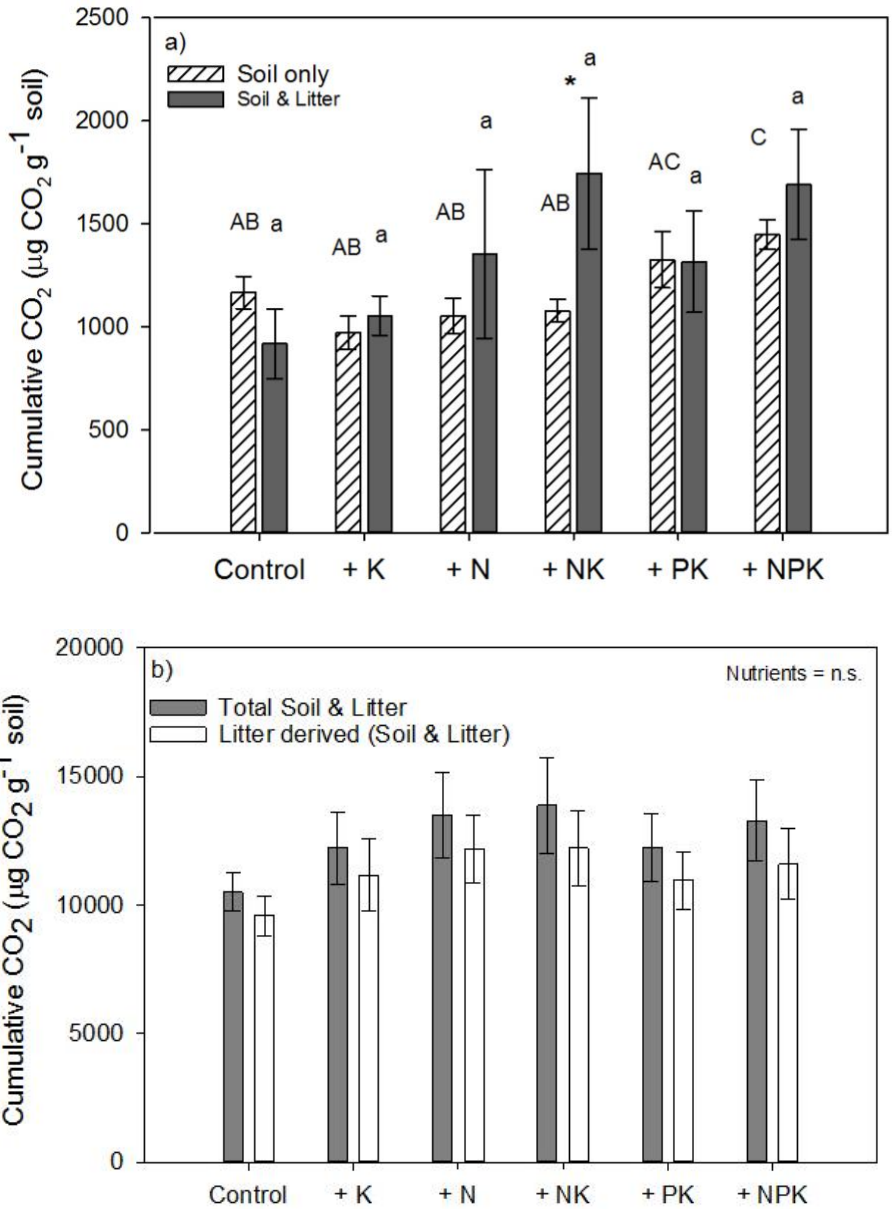 2500
a)
Soil only
Soil & Litter
2000
1500
1000
500
0
Cumulative CO₂ (μg CO₂ g⁻¹ soil)
AB a
AB a
AB a
AB * a
AC a
C a
Control + K + N + NK + PK + NPK
20000
b)
Nutrients = n.s.
Total Soil & Litter
Litter derived (Soil & Litter)
15000
10000
5000
0
Cumulative CO₂ (μg CO₂ g⁻¹ soil)
Control + K + N + NK + PK + NPK